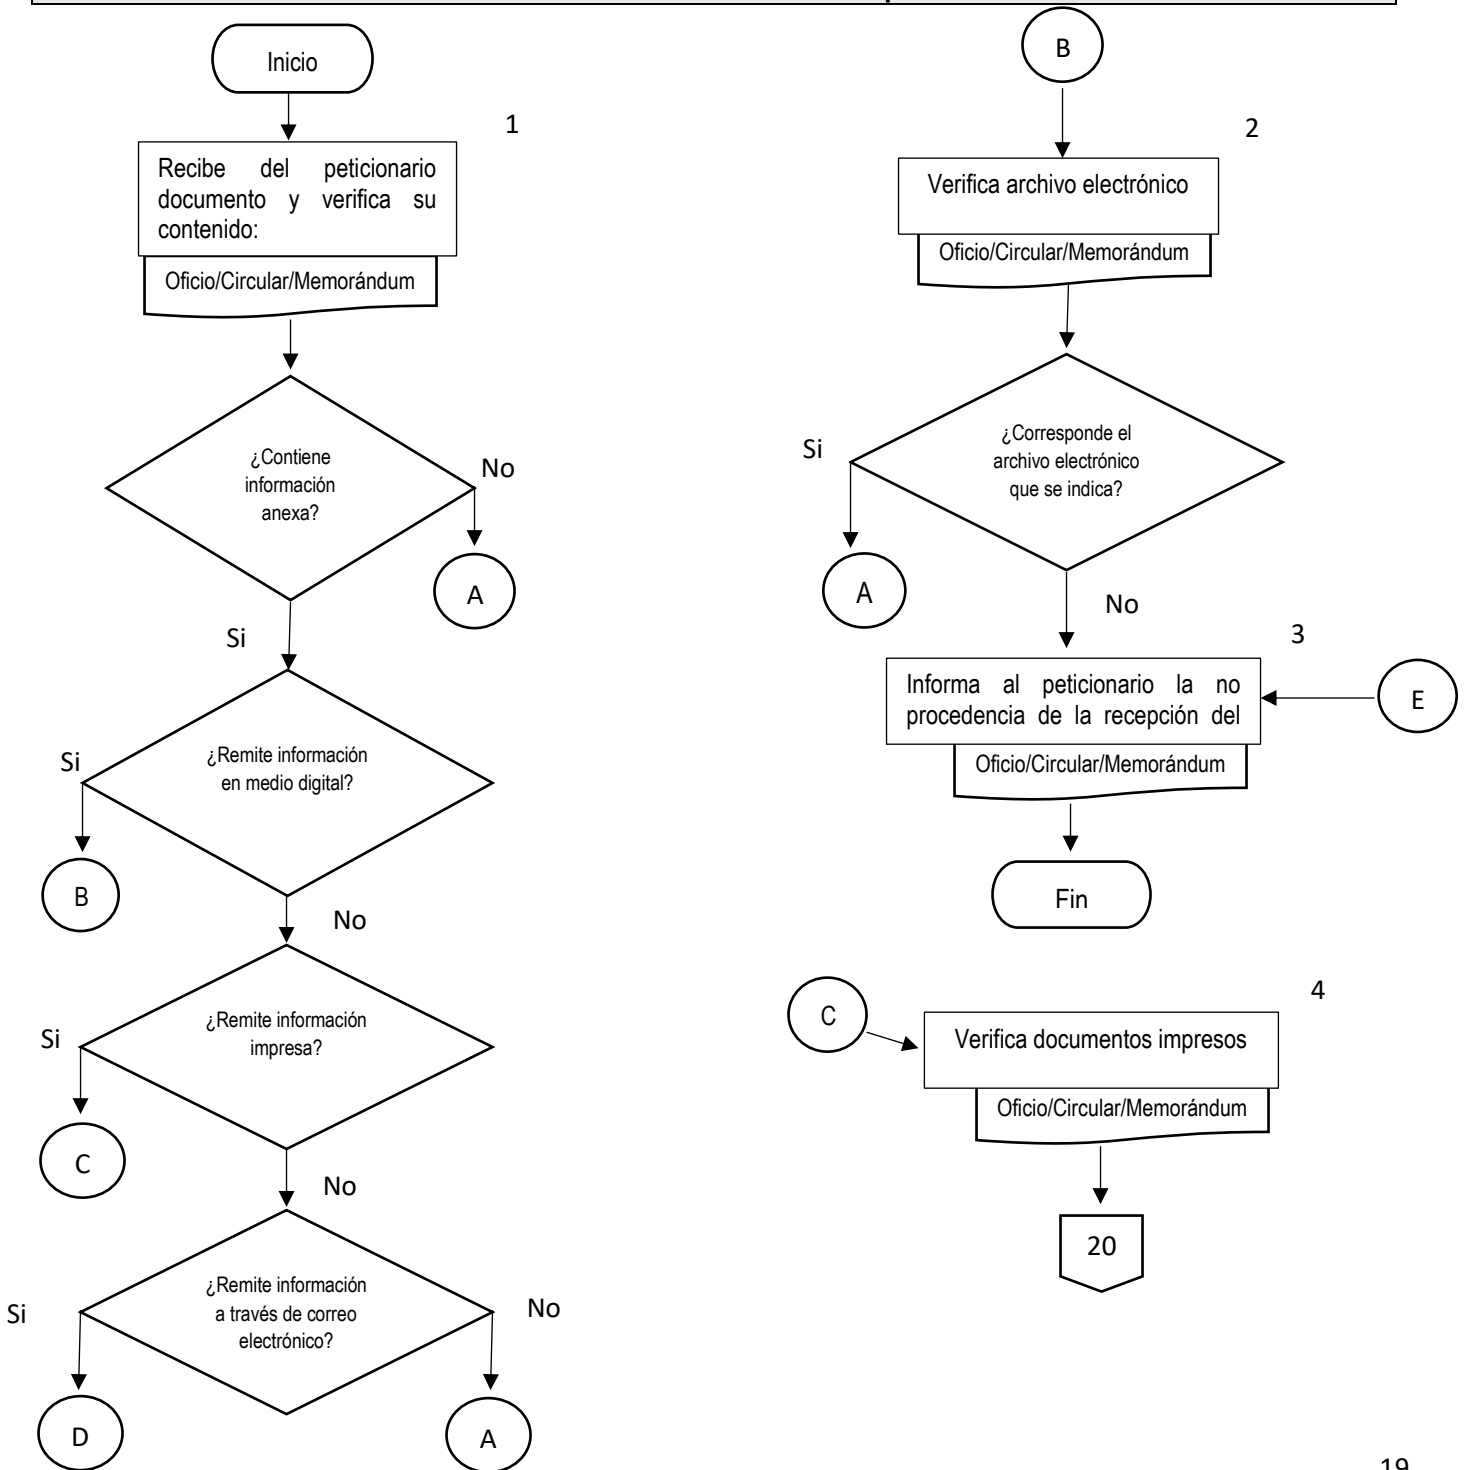 Inicio
1
Recibe del peticionario
documento y verifica su
contenido:
Oficio/Circular/Memorándum
¿Contiene
información
anexa?
No
A
Si
¿Remite información
en medio digital?
Si
B
No
¿Remite información
impresa?
Si
C
No
¿Remite información
a través de correo
electrónico?
Si
No
D
A
B
2
Verifica archivo electrónico
Oficio/Circular/Memorándum
¿Corresponde el
archivo electrónico
que se indica?
Si
A
No
3
Informa al peticionario la no
procedencia de la recepción del
E
Oficio/Circular/Memorándum
Fin
C
4
Verifica documentos impresos
Oficio/Circular/Memorándum
20
19